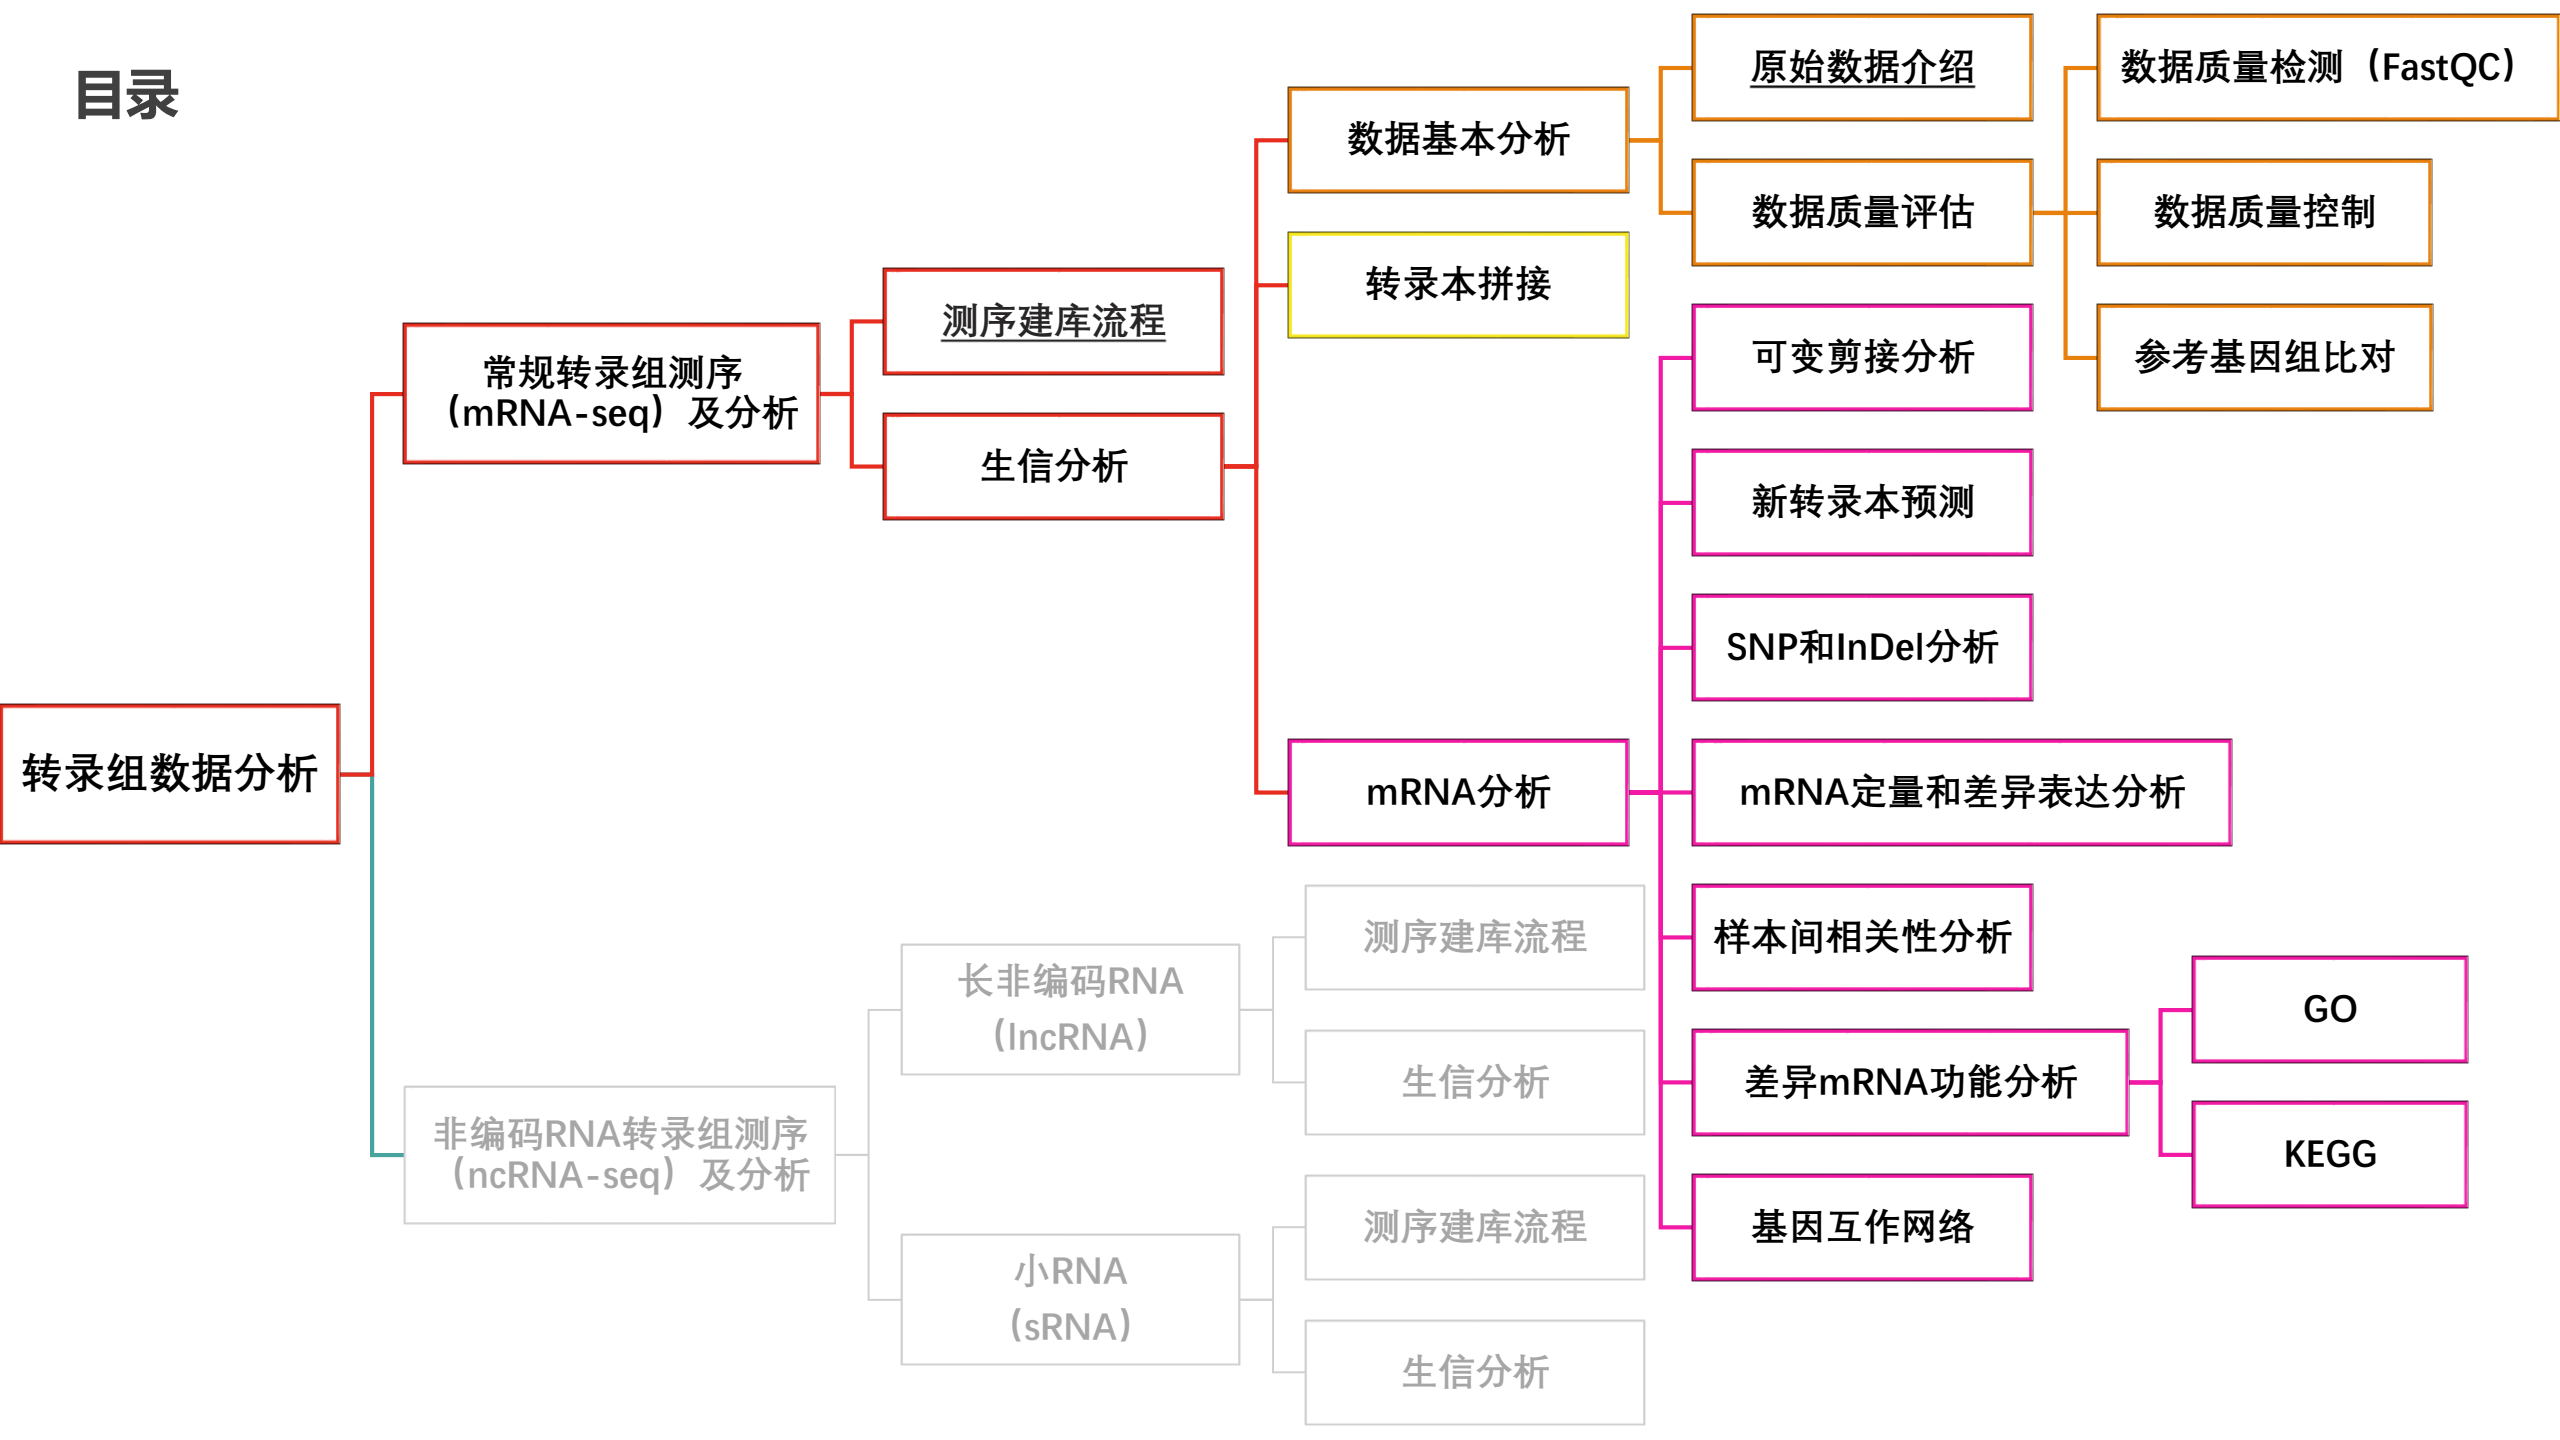 目录
转录组数据分析
常规转录组测序
（mRNA-seq）及分析
测序建库流程
生信分析
数据基本分析
原始数据介绍
数据质量评估
数据质量检测（FastQC）
数据质量控制
参考基因组比对
转录本拼接
mRNA分析
可变剪接分析
新转录本预测
SNP和InDel分析
mRNA定量和差异表达分析
样本间相关性分析
差异mRNA功能分析
GO
KEGG
基因互作网络
非编码RNA转录组测序
（ncRNA-seq）及分析
长非编码RNA
（lncRNA）
测序建库流程
生信分析
小RNA
（sRNA）
测序建库流程
生信分析